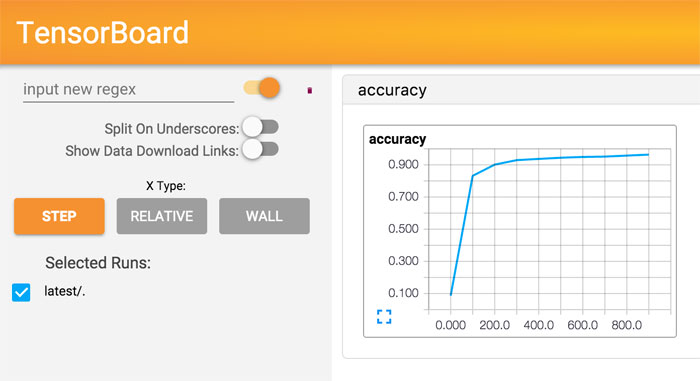 TensorBoard
input new regex
Split On Underscores:
Show Data Download Links:
X Type:
STEP RELATIVE WALL
Selected Runs:
latest/.
accuracy
accuracy
0.900
0.700
0.500
0.300
0.100
0.000 200.0 400.0 600.0 800.0